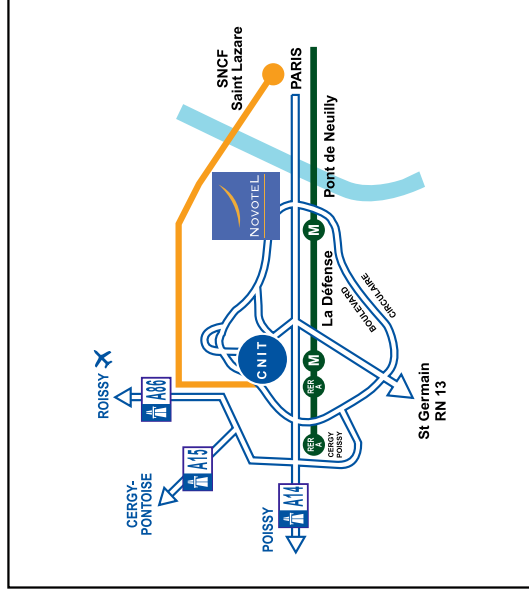 SNCF
Saint Lazare
PARIS
Pont de Neuilly
NOVOTEL
M
La Défense
BOULEVARD
CIRCULAIRE
CNIT
M
RER
A
ROISSY
A86
St Germain
RN 13
RER
A
CERGY
POISSY
A15
CERGY-
PONTOISE
A14
POISSY